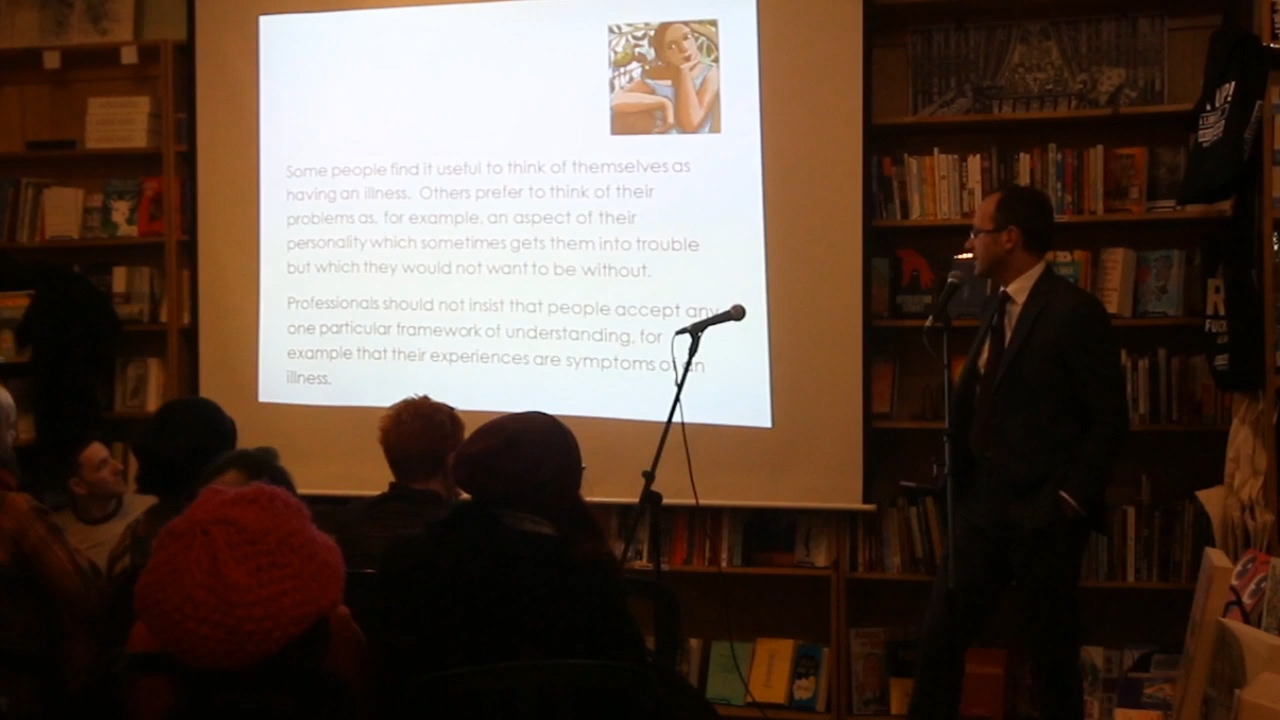 Some people find it useful to think of themselves as
having an illness. Others prefer to think of their
problems as, for example, an aspect of their
personality which sometimes gets them into trouble
but which they would not want to be without.
Professionals should not insist that people accept any
one particular framework of understanding, for
example that their experiences are symptoms of an
illness.
UP!